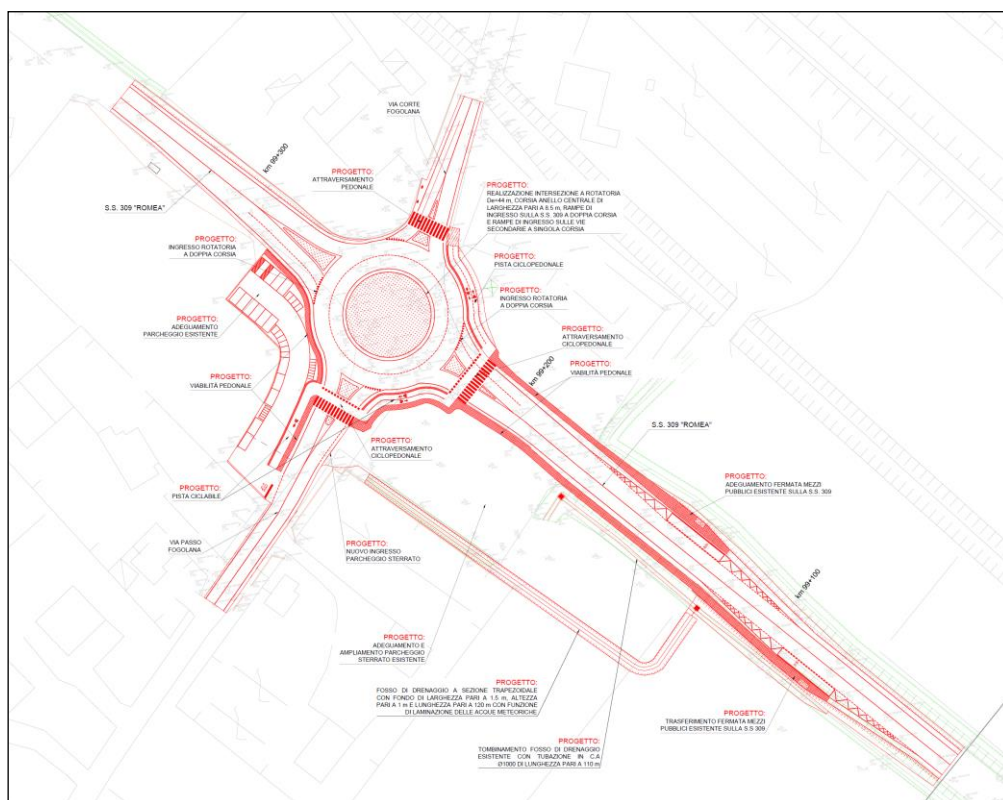 VIA CORTE
FOGOLANA
km 99+300
PROGETTO:
ATTRAVERSAMENTO
PEDONALE
PROGETTO:
REALIZZAZIONE INTERSEZIONE A ROTATORIA
De=44 m, CORSIA ANELLO CENTRALE DI
LARGHEZZA PARI A 8.5 m, RAMPE DI
INGRESSO SULLA S.S. 309 A DOPPIA CORSIA
E RAMPE DI INGRESSO SULLE VIE
SECONDARIE A SINGOLA CORSIA
S.S. 309 "ROMEA"
PROGETTO:
INGRESSO ROTATORIA
A DOPPIA CORSIA
PROGETTO:
PISTA CICLOPEDONALE
PROGETTO:
INGRESSO ROTATORIA
A DOPPIA CORSIA
PROGETTO:
ADEGUAMENTO
PARCHEGGIO ESISTENTE
PROGETTO:
ATTRAVERSAMENTO
CICLOPEDONALE
km 99+200
PROGETTO:
VIABILITÀ PEDONALE
PROGETTO:
VIABILITÀ PEDONALE
S.S. 309 "ROMEA"
PROGETTO:
ATTRAVERSAMENTO
CICLOPEDONALE
PROGETTO:
ADEGUAMENTO FERMATA MEZZI
PUBBLICI ESISTENTE SULLA S.S. 309
PROGETTO:
PISTA CICLABILE
VIA PASSO
FOGOLANA
PROGETTO:
NUOVO INGRESSO
PARCHEGGIO STERRATO
km 99+100
PROGETTO:
ADEGUAMENTO E
AMPLIAMENTO PARCHEGGIO
STERRATO ESISTENTE
PROGETTO:
FOSSO DI DRENAGGIO A SEZIONE TRAPEZOIDALE
CON FONDO DI LARGHEZZA PARI A 1.5 m, ALTEZZA
PARI A 1 m E LUNGHEZZA PARI A 120 m CON FUNZIONE
DI LAMINAZIONE DELLE ACQUE METEORICHE
PROGETTO:
TRASFERIMENTO FERMATA MEZZI
PUBBLICI ESISTENTE SULLA S.S 309
PROGETTO:
TOMBINAMENTO FOSSO DI DRENAGGIO
ESISTENTE CON TUBAZIONE IN C.A
Ø1000 DI LUNGHEZZA PARI A 110 m